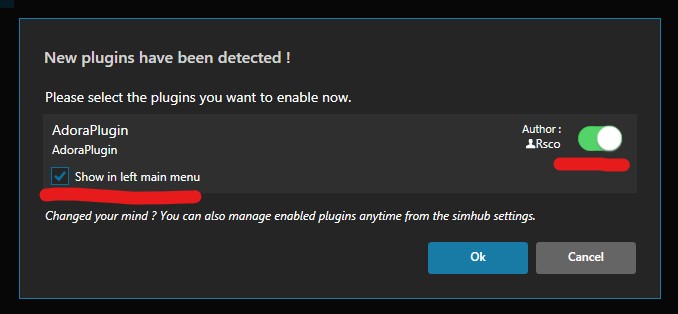 New plugins have been detected !
Please select the plugins you want to enable now.
AdoraPlugin
AdoraPlugin
Author :
Rsco
Show in left main menu
Changed your mind ? You can also manage enabled plugins anytime from the simhub settings.
Ok
Cancel